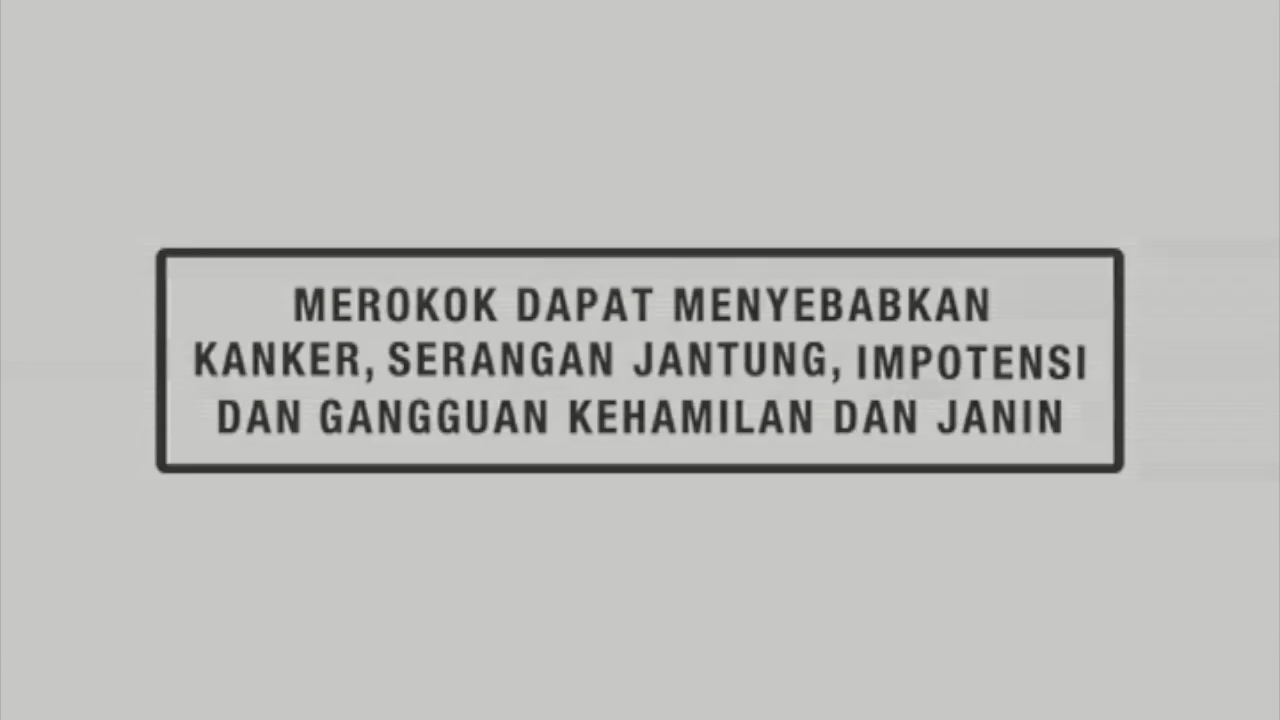 MEROKOK DAPAT MENYEBABKAN
KANKER, SERANGAN JANTUNG, IMPOTENSI
DAN GANGGUAN KEHAMILAN DAN JANIN